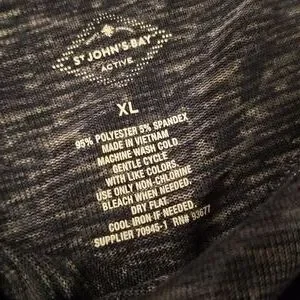 ST JOHN'S BAY
ACTIVE
XL
95% POLYESTER 5% SPANDEX
MADE IN VIETNAM
MACHINE WASH COLD.
GENTLE CYCLE
WITH LIKE COLORS
USE ONLY NON-CHLORINE
BLEACH WHEN NEEDED.
DRY FLAT.
COOL IRON IF NEEDED.
SUPPLIER 70945-1 RN# 93677